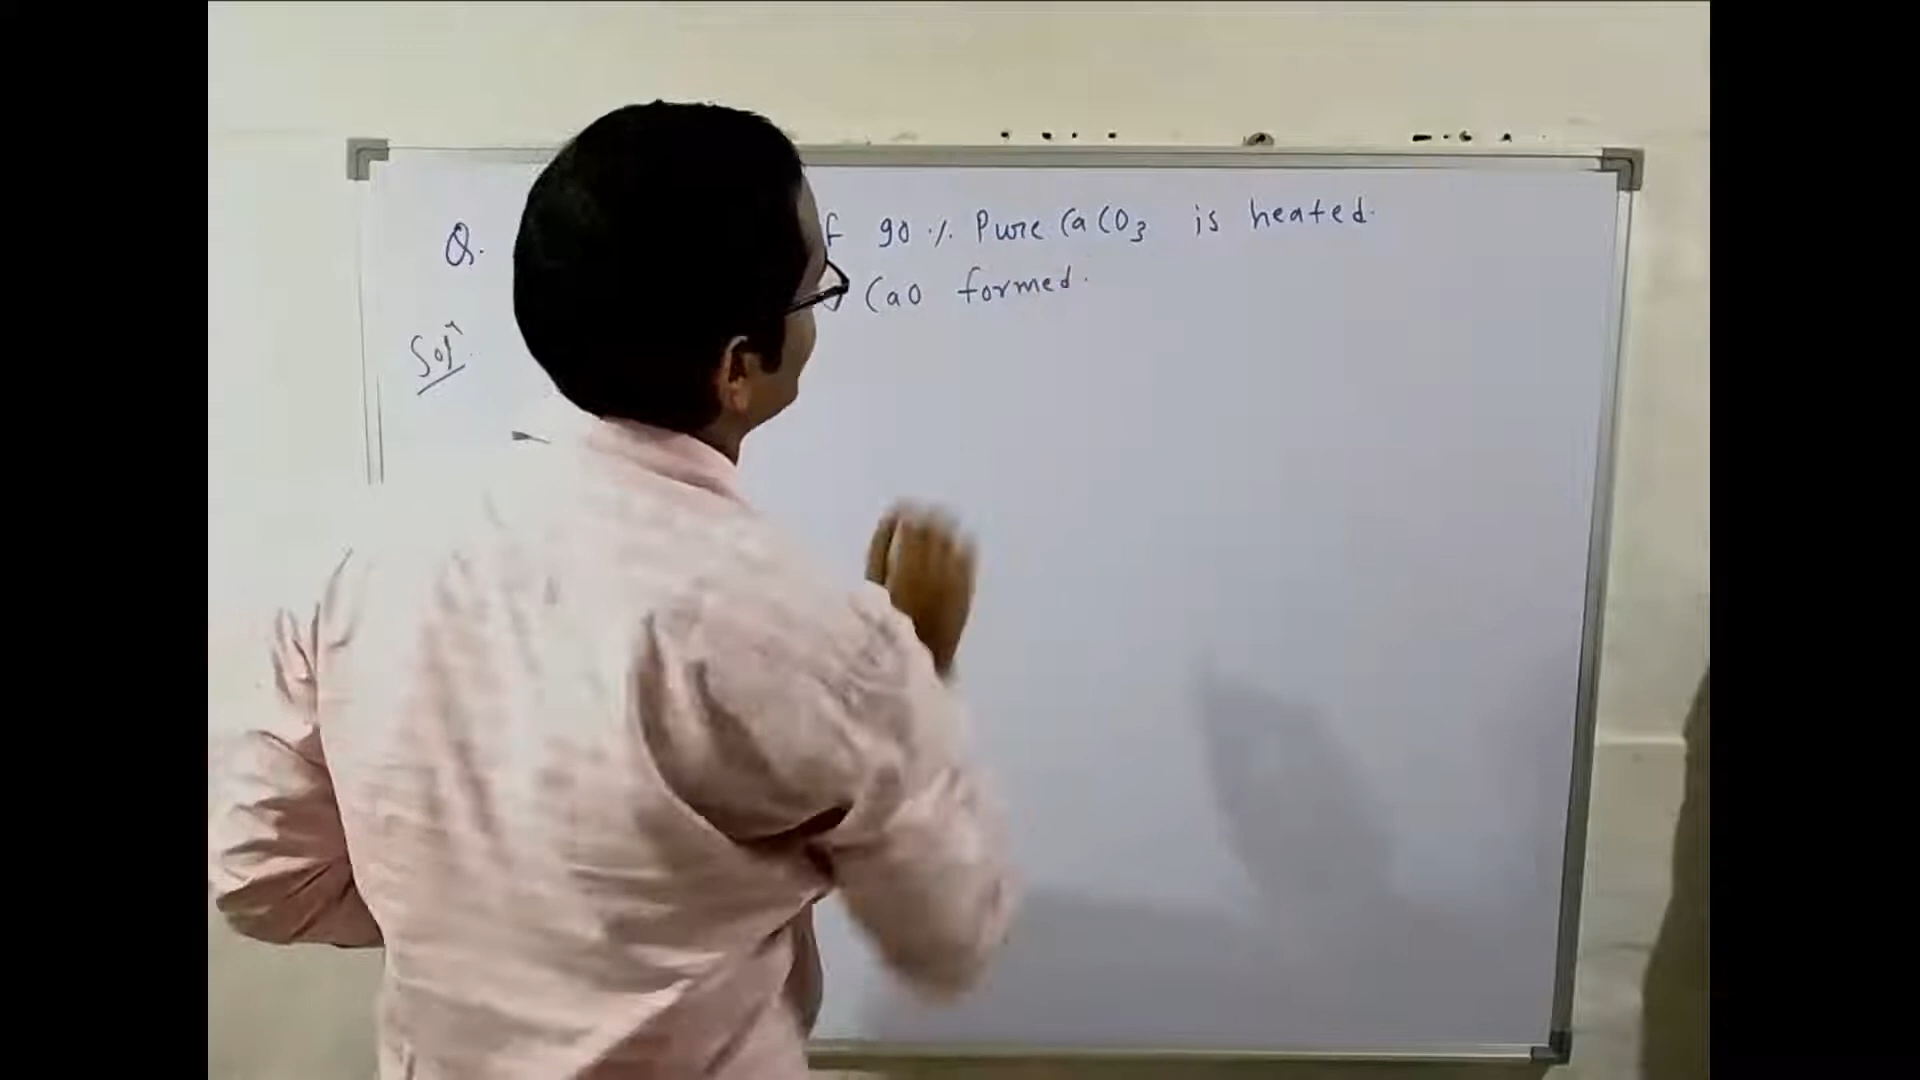 Q. 90 % Pure CaCO3 is heated.
CaO formed.
Solⁿ.